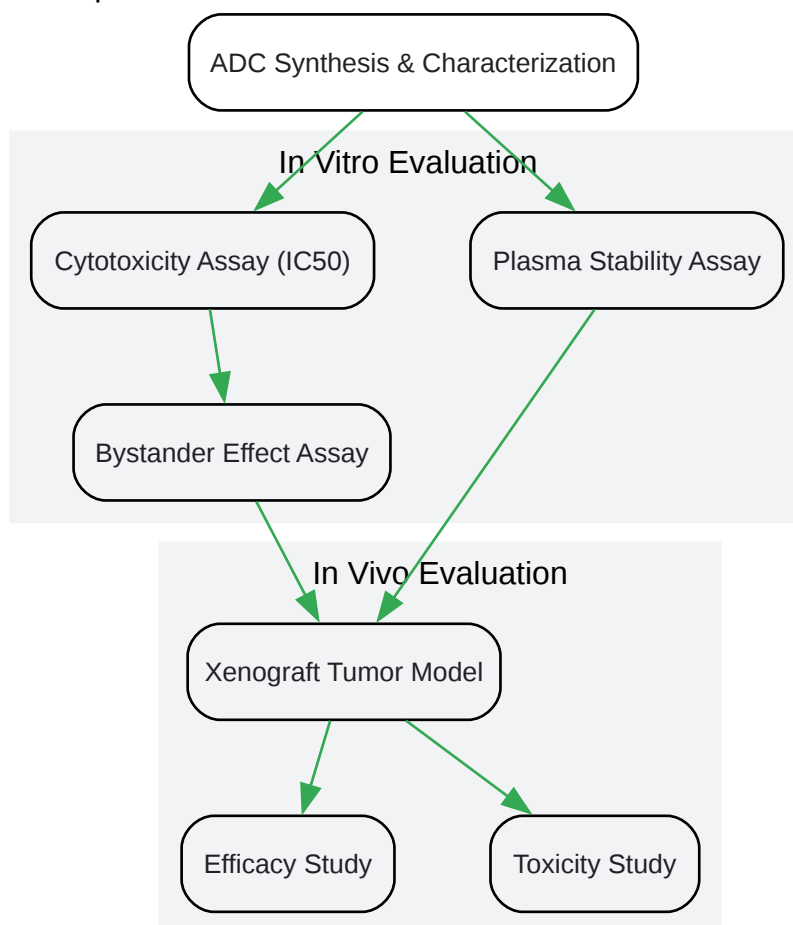 ADC Synthesis & Characterization
In Vitro Evaluation
Cytotoxicity Assay (IC50)
Plasma Stability Assay
Bystander Effect Assay
In Vivo Evaluation
Xenograft Tumor Model
Efficacy Study
Toxicity Study